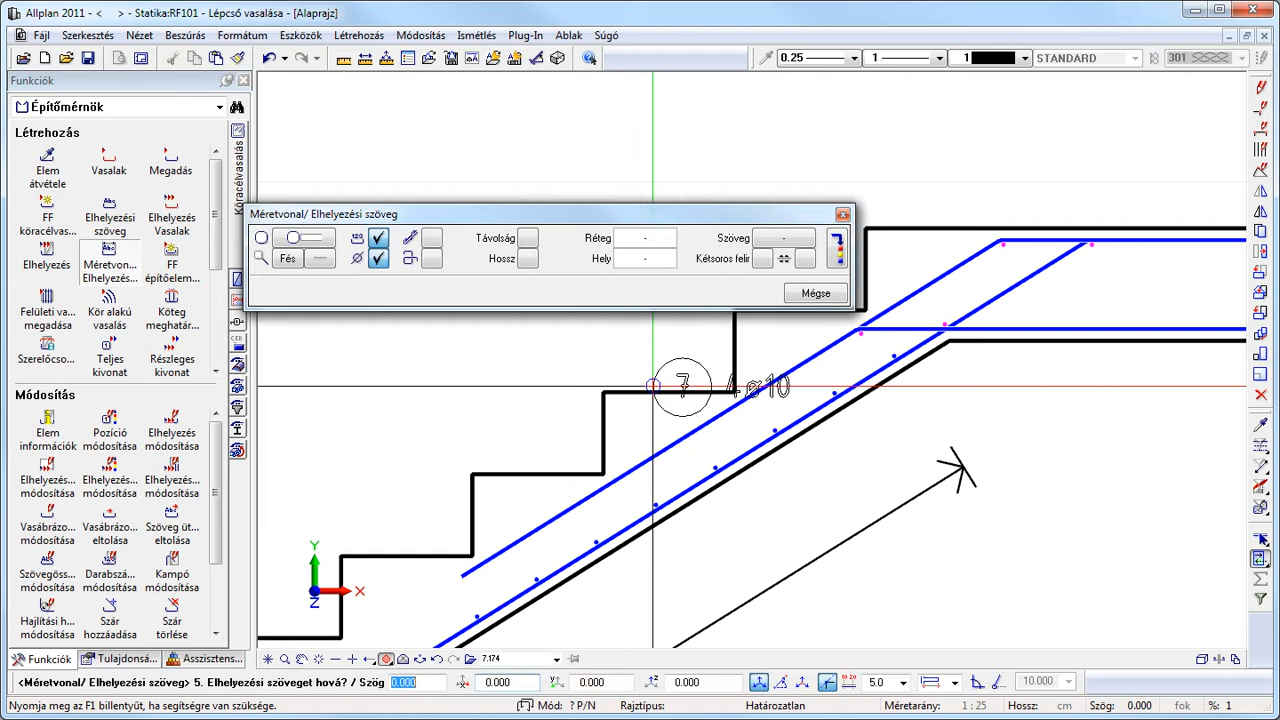 Allplan 2011 - < > - Statika:RF101 - Lépcső vasalása - [Alaprajz]
Fájl Szerkesztés Nézet Beszúrás Formátum Eszközök Létrehozás Módosítás Ismétlés Plug-In Ablak Súgó
0.25 1 1 STANDARD 301
Funkciók
Építőmérnök
Létrehozás
Elem átvétele
Vasalak
Megadás
FF köracélvas...
Elhelyezési szöveg
Elhelyezés Vasalak
Elhelyezés
Méretvon... Elhelyezés...
FF építőelem...
Felületi va... megadása
Kör alakú vasalás
Köteg meghatár...
Szerelőcso...
Teljes kivonat
Részleges kivonat
Módosítás
Elem információk
Pozíció módosítása
Elhelyezés módosítása
Elhelyezés... módosítása
Elhelyezés... módosítása
Elhelyezés... módosítása
Vasábrázo... módosítása
Vasábrázo... eltolása
Szöveg üt... eltolása
Szövegöss... módosítása
Darabszá... módosítása
Kampó módosítása
Hajlítási h... módosítása
Szár hozzáadása
Szár törlése
Köracélvasalás
Méretvonal/ Elhelyezési szöveg
Távolság Réteg - Szöveg -
Fés Hossz Hely - Kétsoros felir
Mégse
7 4 ø10
Y
X
Z
Funkciók Tulajdonsá... Asszisztens...
7.174
<Méretvonal/ Elhelyezési szöveg> 5. Elhelyezési szöveget hová? / Szög 0.000 0.000 0.000 0.000 5.0 10.000
Nyomja meg az F1 billentyűt, ha segítségre van szüksége. Mód: ? P/N Rajztípus: Határozatlan Méretarány: 1 : 25 Hossz: cm Szög: 0.000 fok %: 1